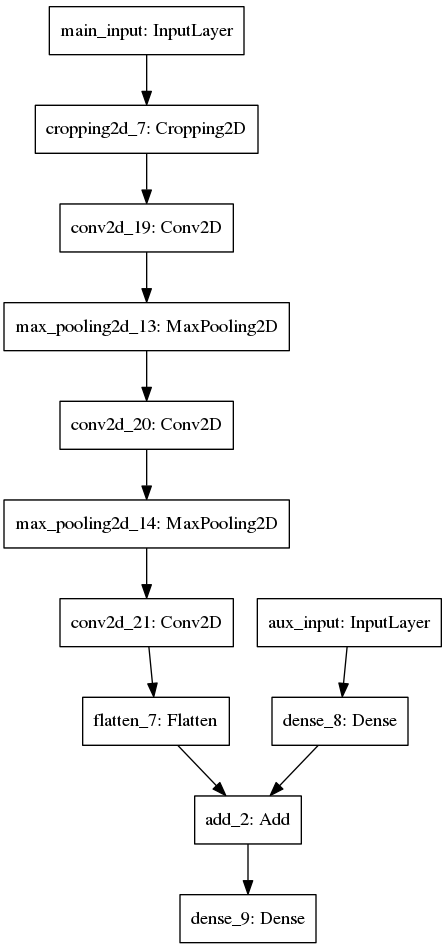 main_input: InputLayer
cropping2d_7: Cropping2D
conv2d_19: Conv2D
max_pooling2d_13: MaxPooling2D
conv2d_20: Conv2D
max_pooling2d_14: MaxPooling2D
conv2d_21: Conv2D
aux_input: InputLayer
flatten_7: Flatten
dense_8: Dense
add_2: Add
dense_9: Dense